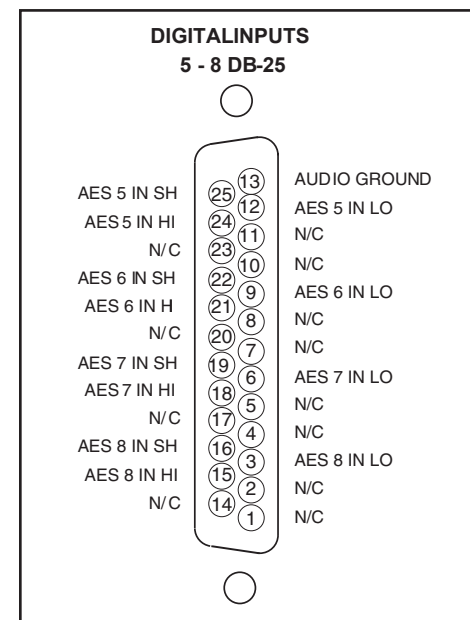 DIGITALINPUTS
5 - 8 DB-25
13 AUDIO GROUND
AES 5 IN SH 25
12 AES 5 IN LO
AES 5 IN HI 24
11 N/C
N/C 23
10 N/C
AES 6 IN SH 22
9 AES 6 IN LO
AES 6 IN H 21
8 N/C
N/C 20
7 N/C
AES 7 IN SH 19
6 AES 7 IN LO
AES 7 IN HI 18
5 N/C
N/C 17
4 N/C
AES 8 IN SH 16
3 AES 8 IN LO
AES 8 IN HI 15
2 N/C
N/C 14
1 N/C